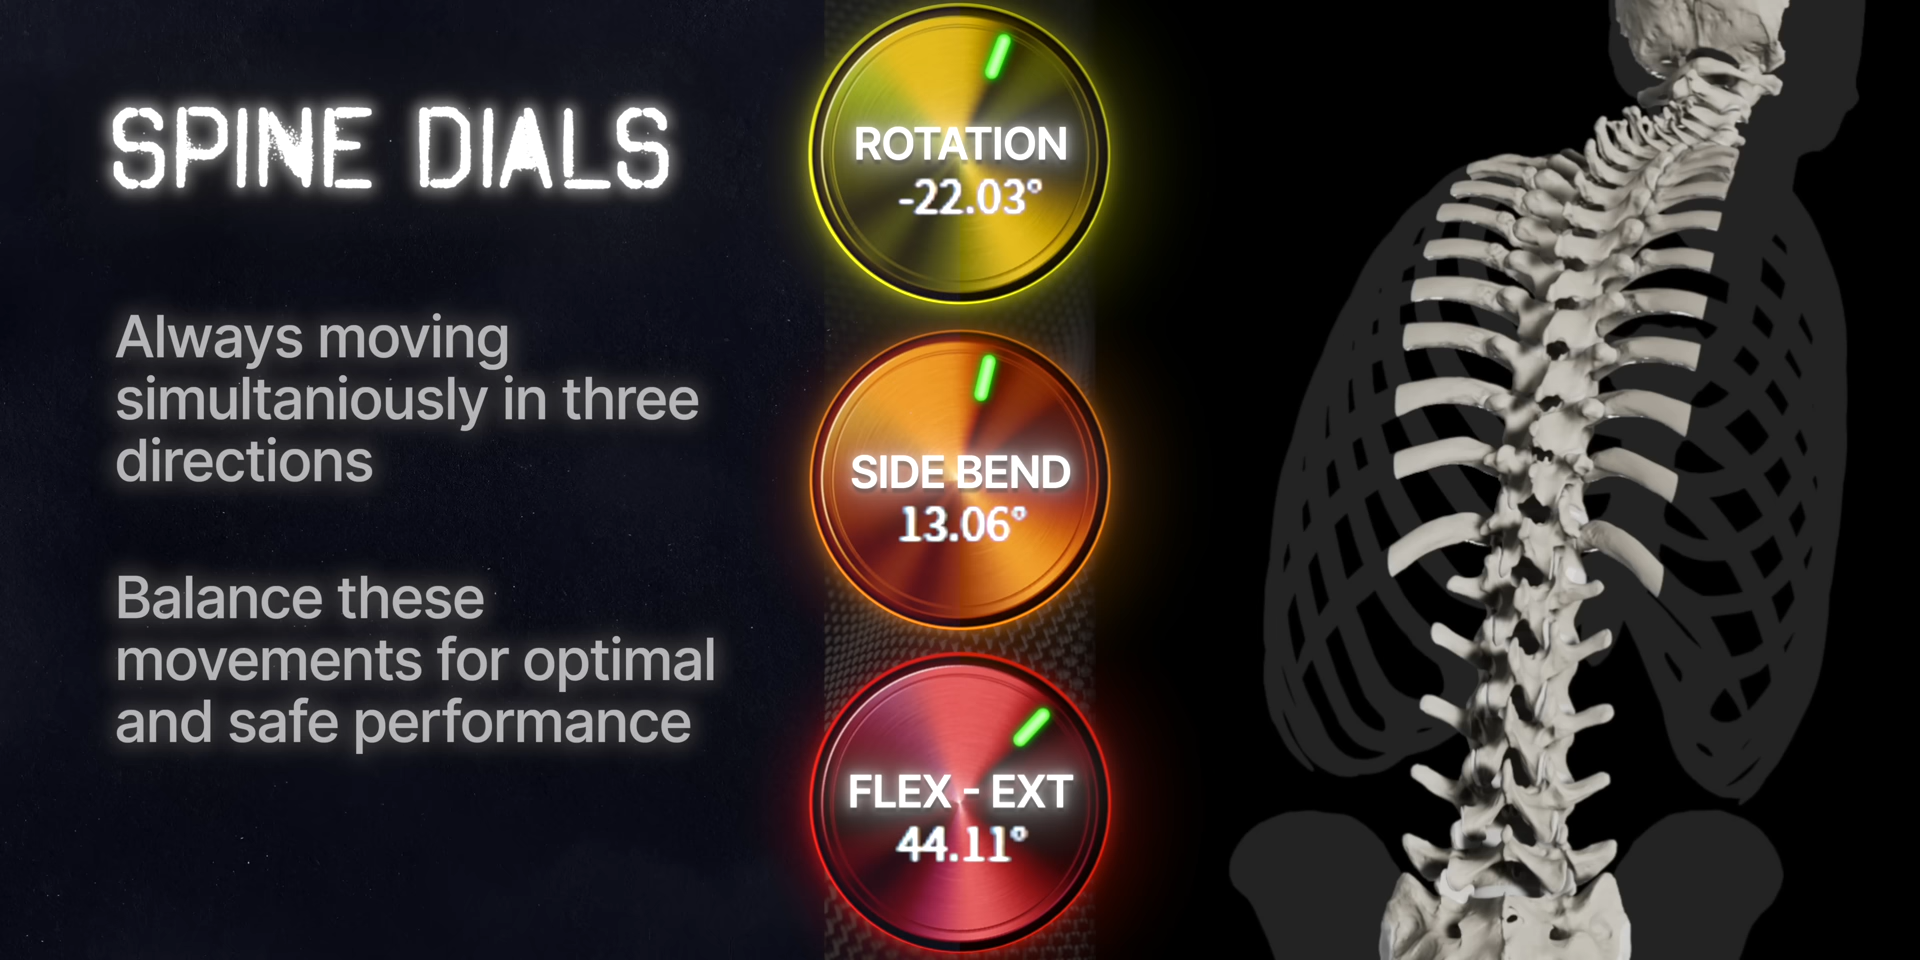 SPINE DIALS
Always moving
simultaniously in three
directions
Balance these
movements for optimal
and safe performance
ROTATION
-22.03°
SIDE BEND
13.06°
FLEX - EXT
44.11°